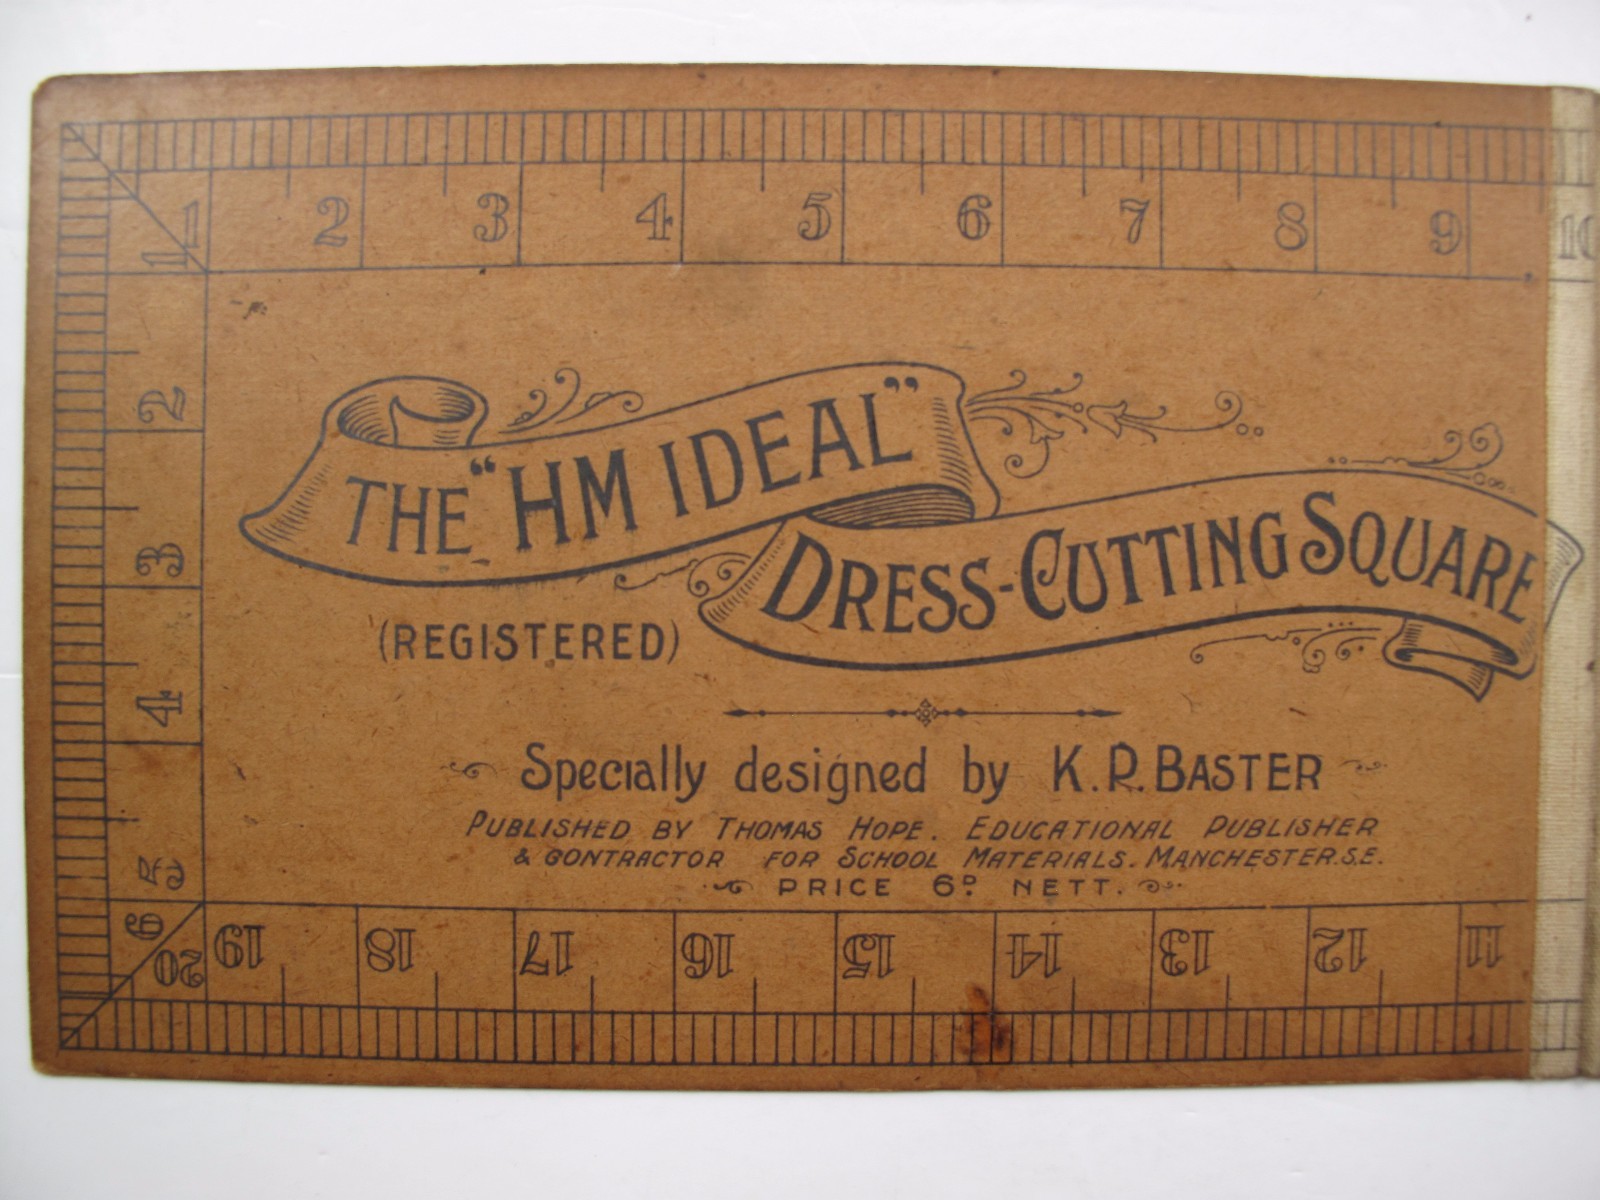 1 2 3 4 5 6 7 8 9 10
1
2
3
4
5
6
THE "HM IDEAL"
DRESS-CUTTING SQUARE
(REGISTERED)
Specially designed by K.P. BASTER
PUBLISHED BY THOMAS HOPE. EDUCATIONAL PUBLISHER
& CONTRACTOR FOR SCHOOL MATERIALS. MANCHESTER.S.E.
PRICE 6D NETT.
20 19 18 17 16 15 14 13 12 11